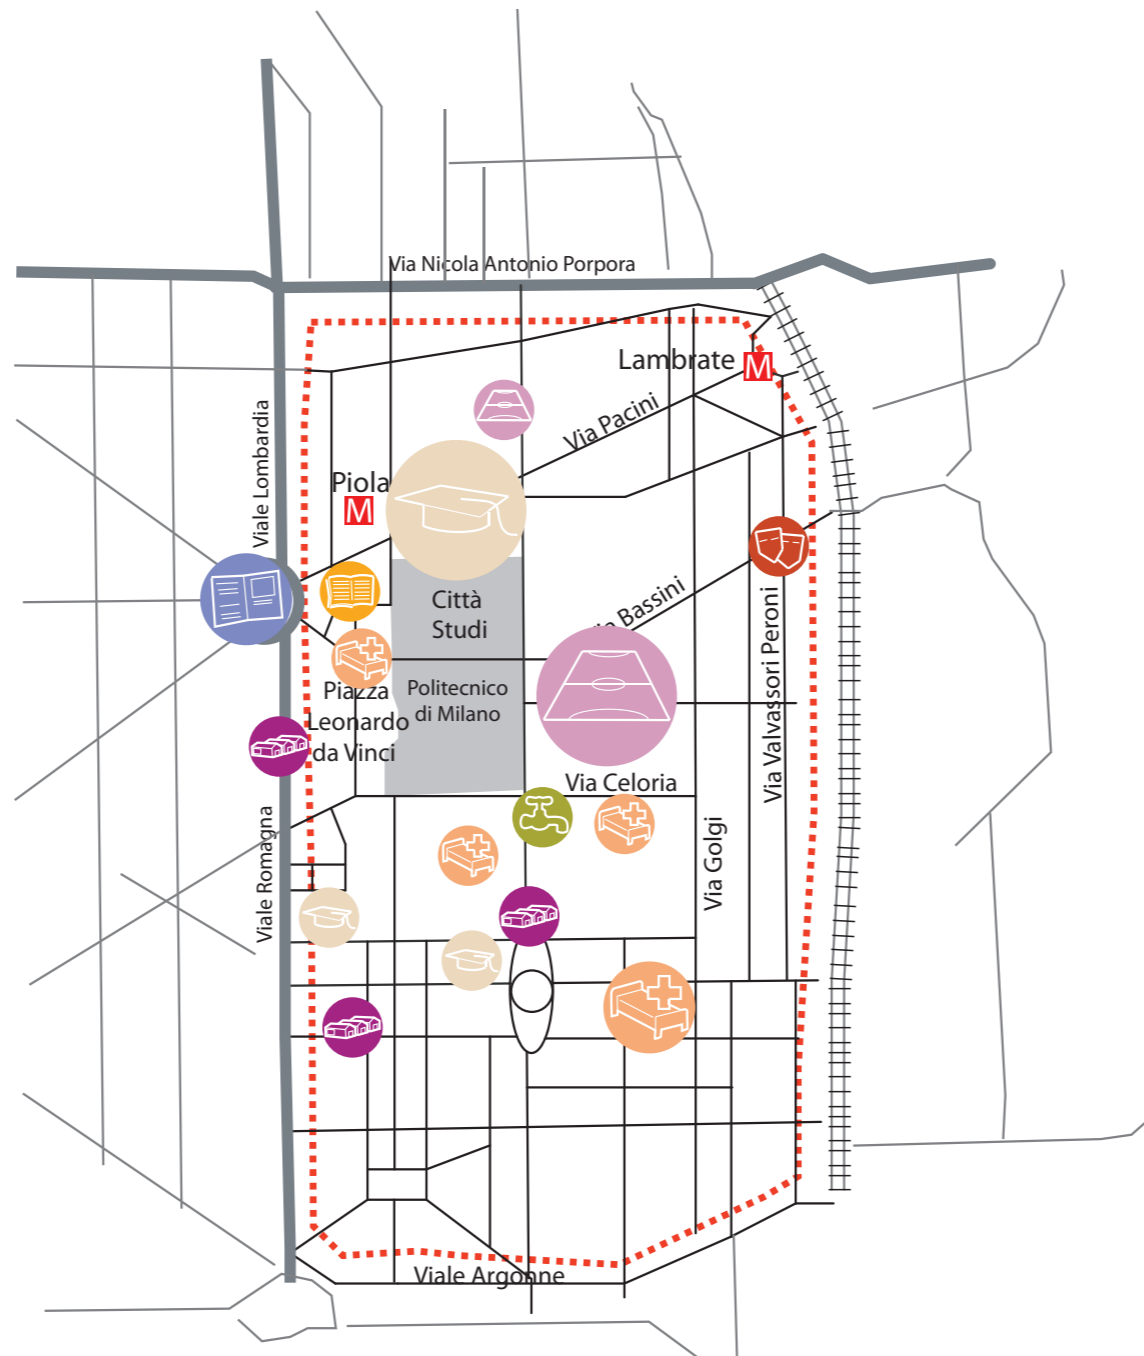 Via Nicola Antonio Porpora
Lambrate M
Viale Lombardia
Via Pacini
Piola
M
Città
Studi
Bassini
Politecnico
di Milano
Piazza
Leonardo
da Vinci
Via Valvassori Peroni
Via Celoria
Viale Romagna
Via Golgi
Viale Argonne